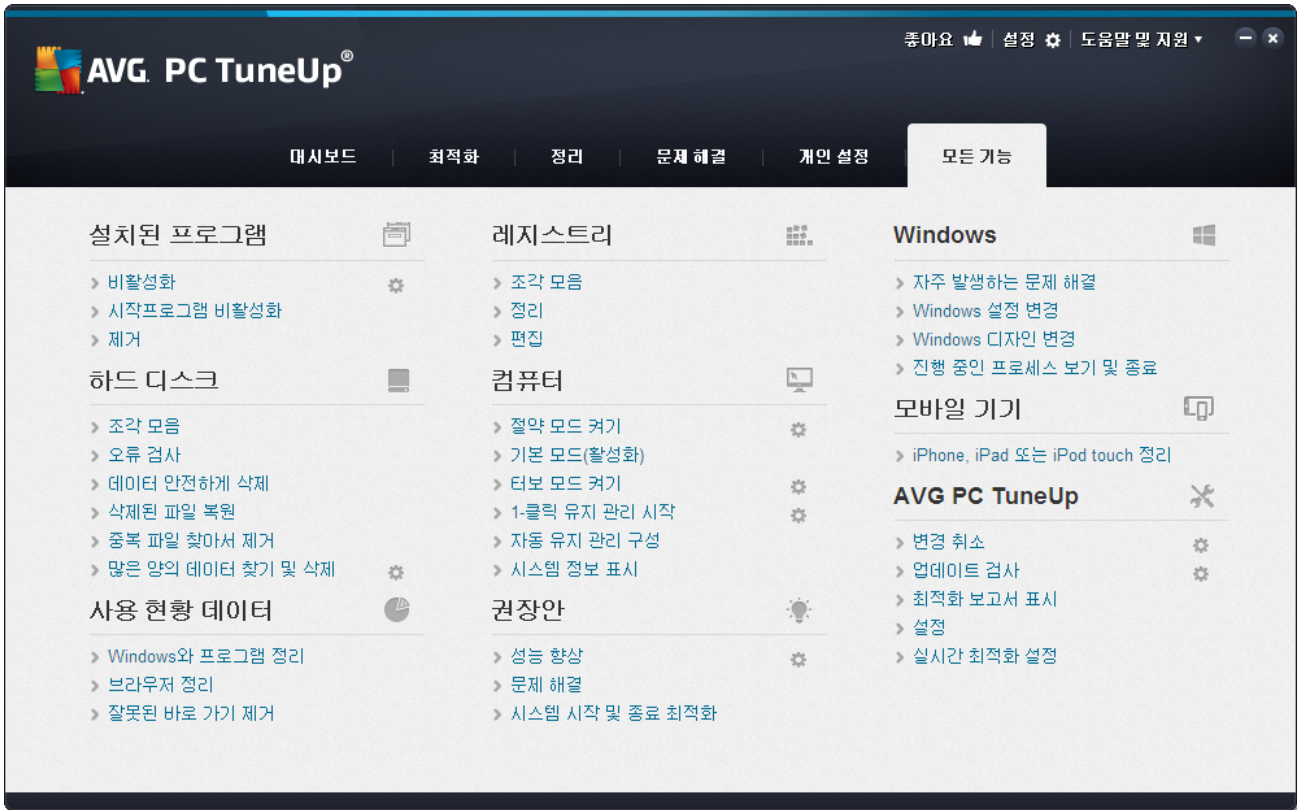 좋아요 설정 도움말 및 지원
AVG. PC TuneUp®
대시보드 최적화 정리 문제 해결 개인 설정 모든 기능
설치된 프로그램
비활성화
시작프로그램 비활성화
제거
하드 디스크
조각 모음
오류 검사
데이터 안전하게 삭제
삭제된 파일 복원
중복 파일 찾아서 제거
많은 양의 데이터 찾기 및 삭제
사용 현황 데이터
Windows와 프로그램 정리
브라우저 정리
잘못된 바로 가기 제거
레지스트리
조각 모음
정리
편집
컴퓨터
절약 모드 켜기
기본 모드(활성화)
터보 모드 켜기
1-클릭 유지 관리 시작
자동 유지 관리 구성
시스템 정보 표시
권장안
성능 향상
문제 해결
시스템 시작 및 종료 최적화
Windows
자주 발생하는 문제 해결
Windows 설정 변경
Windows 디자인 변경
진행 중인 프로세스 보기 및 종료
모바일 기기
iPhone, iPad 또는 iPod touch 정리
AVG PC TuneUp
변경 취소
업데이트 검사
최적화 보고서 표시
설정
실시간 최적화 설정